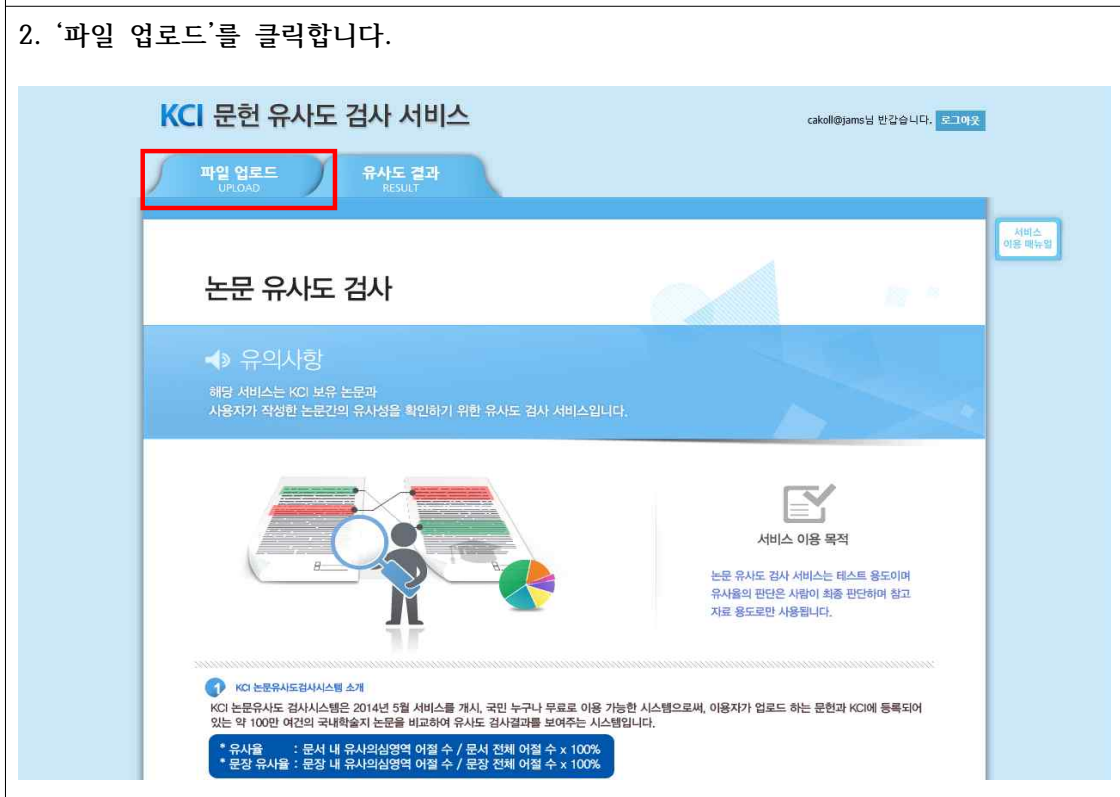 2. ‘파일 업로드’를 클릭합니다.
KCI 문헌 유사도 검사 서비스
cakoll@jams님 반갑습니다. 로그아웃
파일 업로드
UPLOAD
유사도 결과
RESULT
서비스
이용 매뉴얼
논문 유사도 검사
유의사항
해당 서비스는 KCI 보유 논문과
사용자가 작성한 논문간의 유사성을 확인하기 위한 유사도 검사 서비스입니다.
서비스 이용 목적
논문 유사도 검사 서비스는 테스트 용도이며
유사율의 판단은 사람이 최종 판단하며 참고
자료 용도로만 사용됩니다.
1 KCI 논문유사도검사시스템 소개
KCI 논문유사도 검사시스템은 2014년 5월 서비스를 개시, 국민 누구나 무료로 이용 가능한 시스템으로써, 이용자가 업로드 하는 문헌과 KCI에 등록되어
있는 약 100만 여건의 국내학술지 논문을 비교하여 유사도 검사결과를 보여주는 시스템입니다.
* 유사율 : 문서 내 유사의심영역 어절 수 / 문서 전체 어절 수 x 100%
* 문장 유사율 : 문장 내 유사의심영역 어절 수 / 문장 전체 어절 수 x 100%